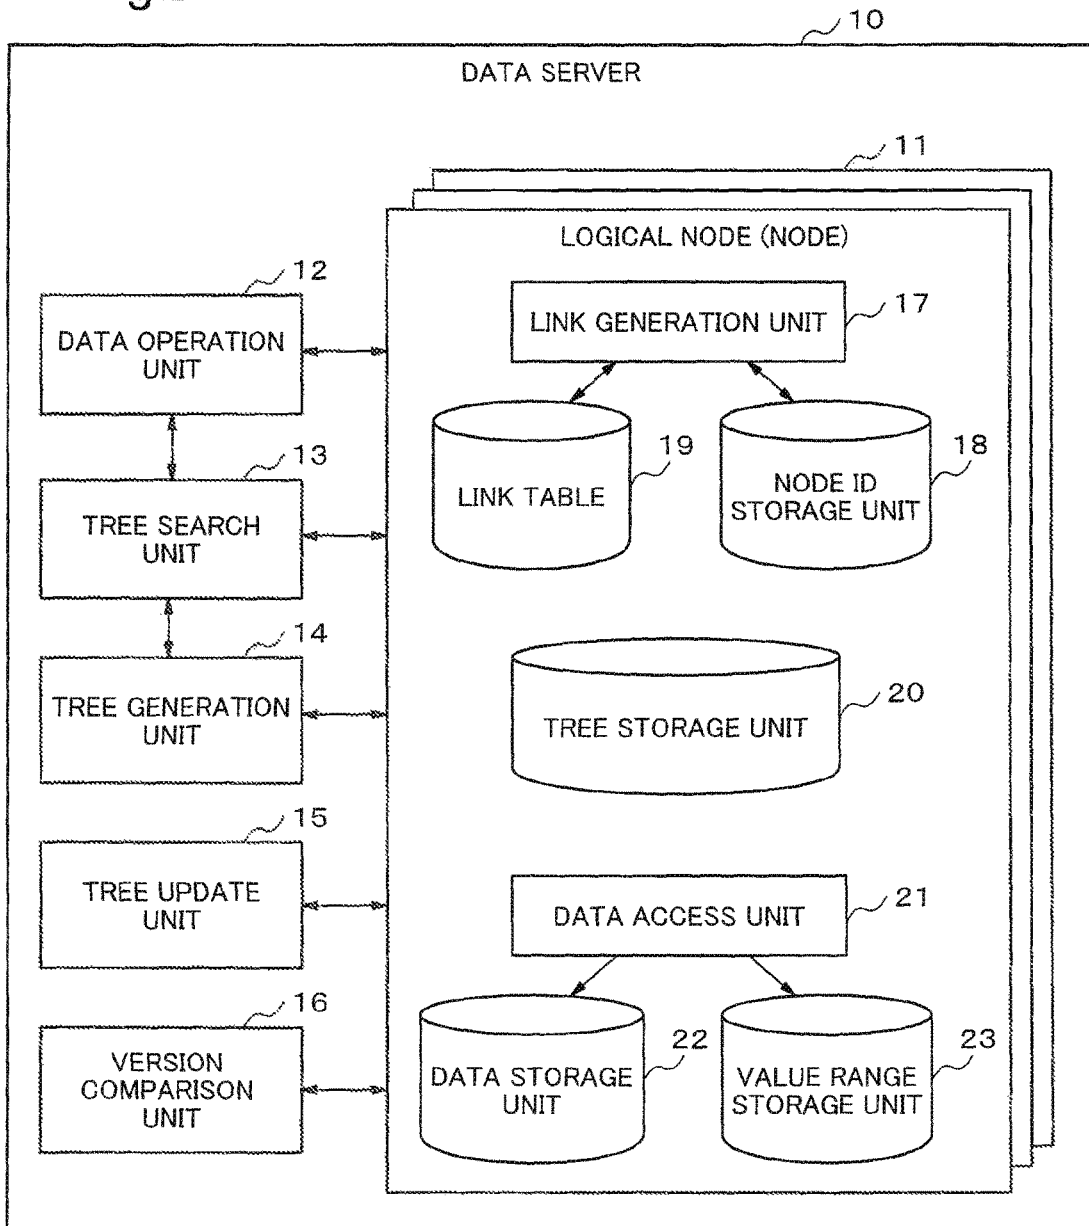 10
DATA SERVER
11
LOGICAL NODE (NODE)
12
DATA OPERATION
UNIT
LINK GENERATION UNIT
17
13
TREE SEARCH
UNIT
LINK TABLE
19
NODE ID
STORAGE UNIT
18
14
TREE GENERATION
UNIT
TREE STORAGE UNIT
20
15
TREE UPDATE
UNIT
DATA ACCESS UNIT
21
16
VERSION
COMPARISON
UNIT
DATA STORAGE
UNIT
22
VALUE RANGE
STORAGE UNIT
23